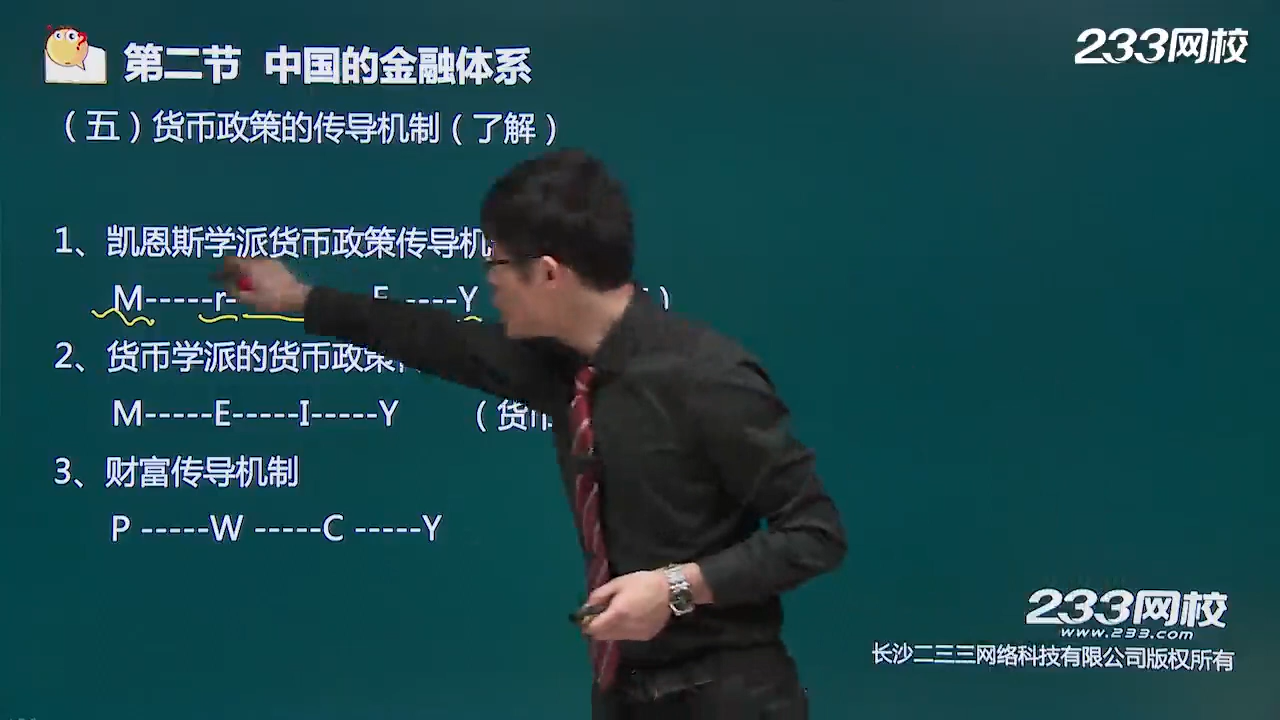 第二节 中国的金融体系
233网校
（五）货币政策的传导机制（了解）
1、凯恩斯学派货币政策传导机
M-----r- E -----Y )
2、货币学派的货币政策
M-----E-----I-----Y （货币
3、财富传导机制
P -----W -----C -----Y
233网校
www.233.com
长沙二三三网络科技有限公司版权所有